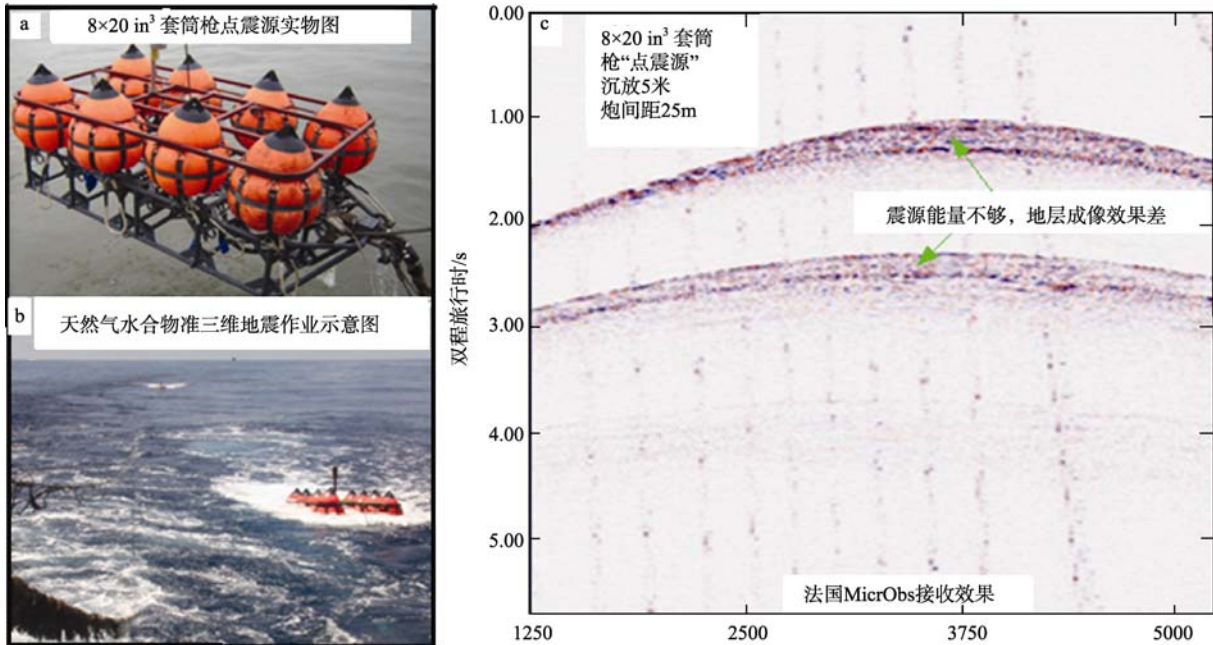 a
8×20 in³ 套筒枪点震源实物图
b
天然气水合物准三维地震作业示意图
c
8×20 in³ 套筒
枪“点震源”
沉放5米
炮间距25m
震源能量不够，地层成像效果差
法国MicrObs接收效果
双程旅行时/s
0.00
1.00
2.00
3.00
4.00
5.00
1250
2500
3750
5000